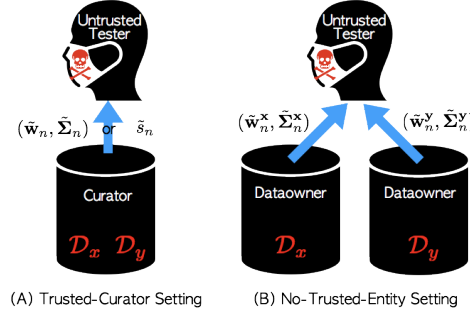 Untrusted
Tester
Untrusted
Tester
(w̃ₙ, Σ̃ₙ) or s̃ₙ
(w̃ₙˣ, Σ̃ₙˣ)
(w̃ₙʸ, Σ̃ₙʸ
Curator
Dataowner
Dataowner
𝒟ₓ 𝒟ᵧ
𝒟ₓ
𝒟ᵧ
(A) Trusted-Curator Setting
(B) No-Trusted-Entity Setting